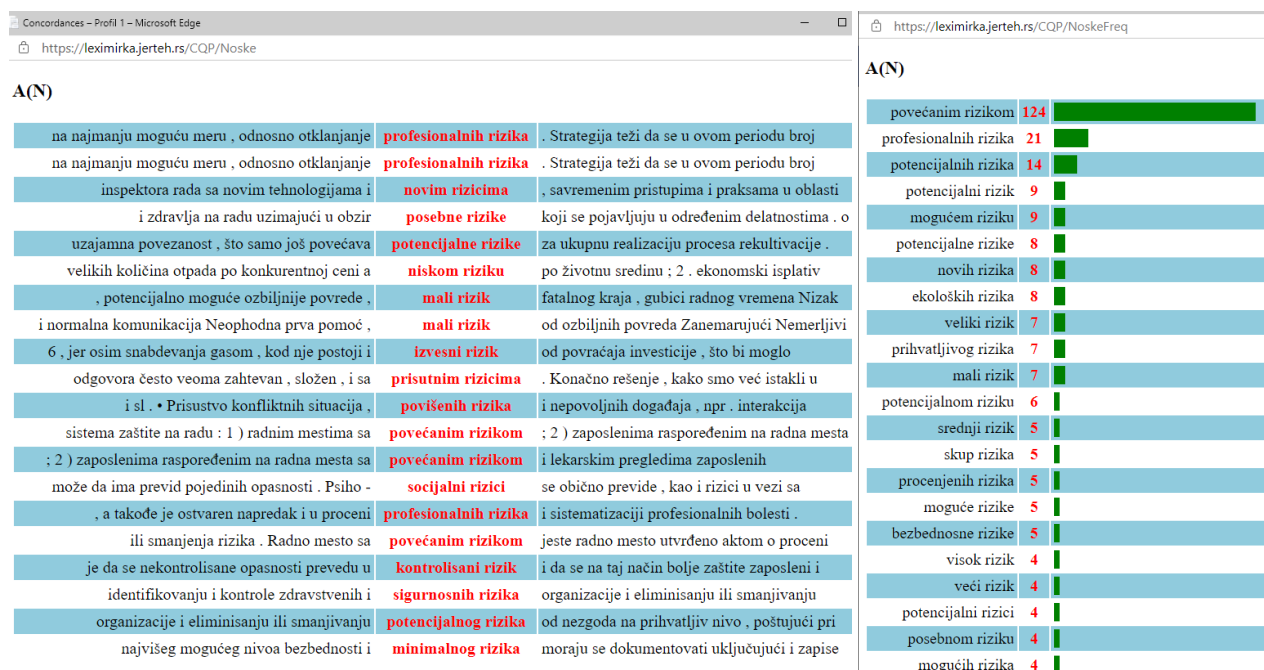 Concordances – Profil 1 – Microsoft Edge
https://leximirka.jerteh.rs/CQP/Noske
A(N)
na najmanju moguću meru , odnosno otklanjanje profesionalnih rizika . Strategija teži da se u ovom periodu broj
na najmanju moguću meru , odnosno otklanjanje profesionalnih rizika . Strategija teži da se u ovom periodu broj
inspektora rada sa novim tehnologijama i novim rizicima , savremenim pristupima i praksama u oblasti
i zdravlja na radu uzimajući u obzir posebne rizike koji se pojavljuju u određenim delatnostima . o
uzajamna povezanost , što samo još povećava potencijalne rizike za ukupnu realizaciju procesa rekultivacije .
velikih količina otpada po konkurentnoj ceni a niskom riziku po životnu sredinu ; 2 . ekonomski isplativ
, potencijalno moguće ozbiljnije povrede , mali rizik fatalnog kraja , gubici radnog vremena Nizak
i normalna komunikacija Neophodna prva pomoć , mali rizik od ozbiljnih povreda Zanemarujući Nemerljivi
6 , jer osim snabdevanja gasom , kod nje postoji i izvesni rizik od povraćaja investicije , što bi moglo
odgovora često veoma zahtevan , složen , i sa prisutnim rizicima . Konačno rešenje , kako smo već istakli u
i sl . • Prisustvo konfliktnih situacija , povišenih rizika i nepovoljnih događaja , npr . interakcija
sistema zaštite na radu : 1 ) radnim mestima sa povećanim rizikom ; 2 ) zaposlenima raspoređenim na radna mesta
; 2 ) zaposlenima raspoređenim na radna mesta sa povećanim rizikom i lekarskim pregledima zaposlenih
može da ima previd pojedinih opasnosti . Psiho - socijalni rizici se obično previde , kao i rizici u vezi sa
, a takođe je ostvaren napredak i u proceni profesionalnih rizika i sistematizaciji profesionalnih bolesti .
ili smanjenja rizika . Radno mesto sa povećanim rizikom jeste radno mesto utvrđeno aktom o proceni
je da se nekontrolisane opasnosti prevedu u kontrolisani rizik i da se na taj način bolje zaštite zaposleni i
identifikovanju i kontrole zdravstvenih i sigurnosnih rizika organizacije i eliminisanju ili smanjivanju
organizacije i eliminisanju ili smanjivanju potencijalnog rizika od nezgoda na prihvatljiv nivo , poštujući pri
najvišeg mogućeg nivoa bezbednosti i minimalnog rizika moraju se dokumentovati uključujući i zapise
https://leximirka.jerteh.rs/CQP/NoskeFreq
A(N)
povećanim rizikom 124
profesionalnih rizika 21
potencijalnih rizika 14
potencijalni rizik 9
mogućem riziku 9
potencijalne rizike 8
novih rizika 8
ekoloških rizika 8
veliki rizik 7
prihvatljivog rizika 7
mali rizik 7
potencijalnom riziku 6
srednji rizik 5
skup rizika 5
procenjenih rizika 5
moguće rizike 5
bezbednosne rizike 5
visok rizik 4
veći rizik 4
potencijalni rizici 4
posebnom riziku 4
mogućih rizika 4